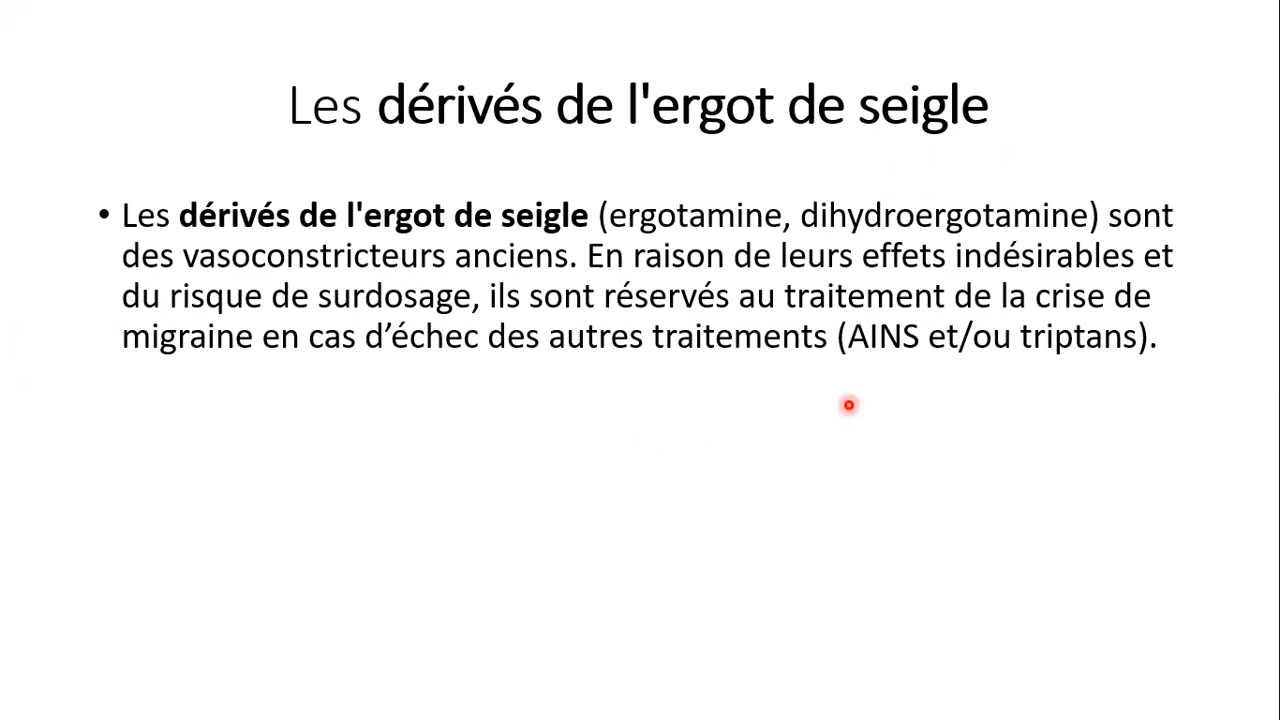 Les dérivés de l'ergot de seigle
• Les dérivés de l'ergot de seigle (ergotamine, dihydroergotamine) sont
des vasoconstricteurs anciens. En raison de leurs effets indésirables et
du risque de surdosage, ils sont réservés au traitement de la crise de
migraine en cas d’échec des autres traitements (AINS et/ou triptans).